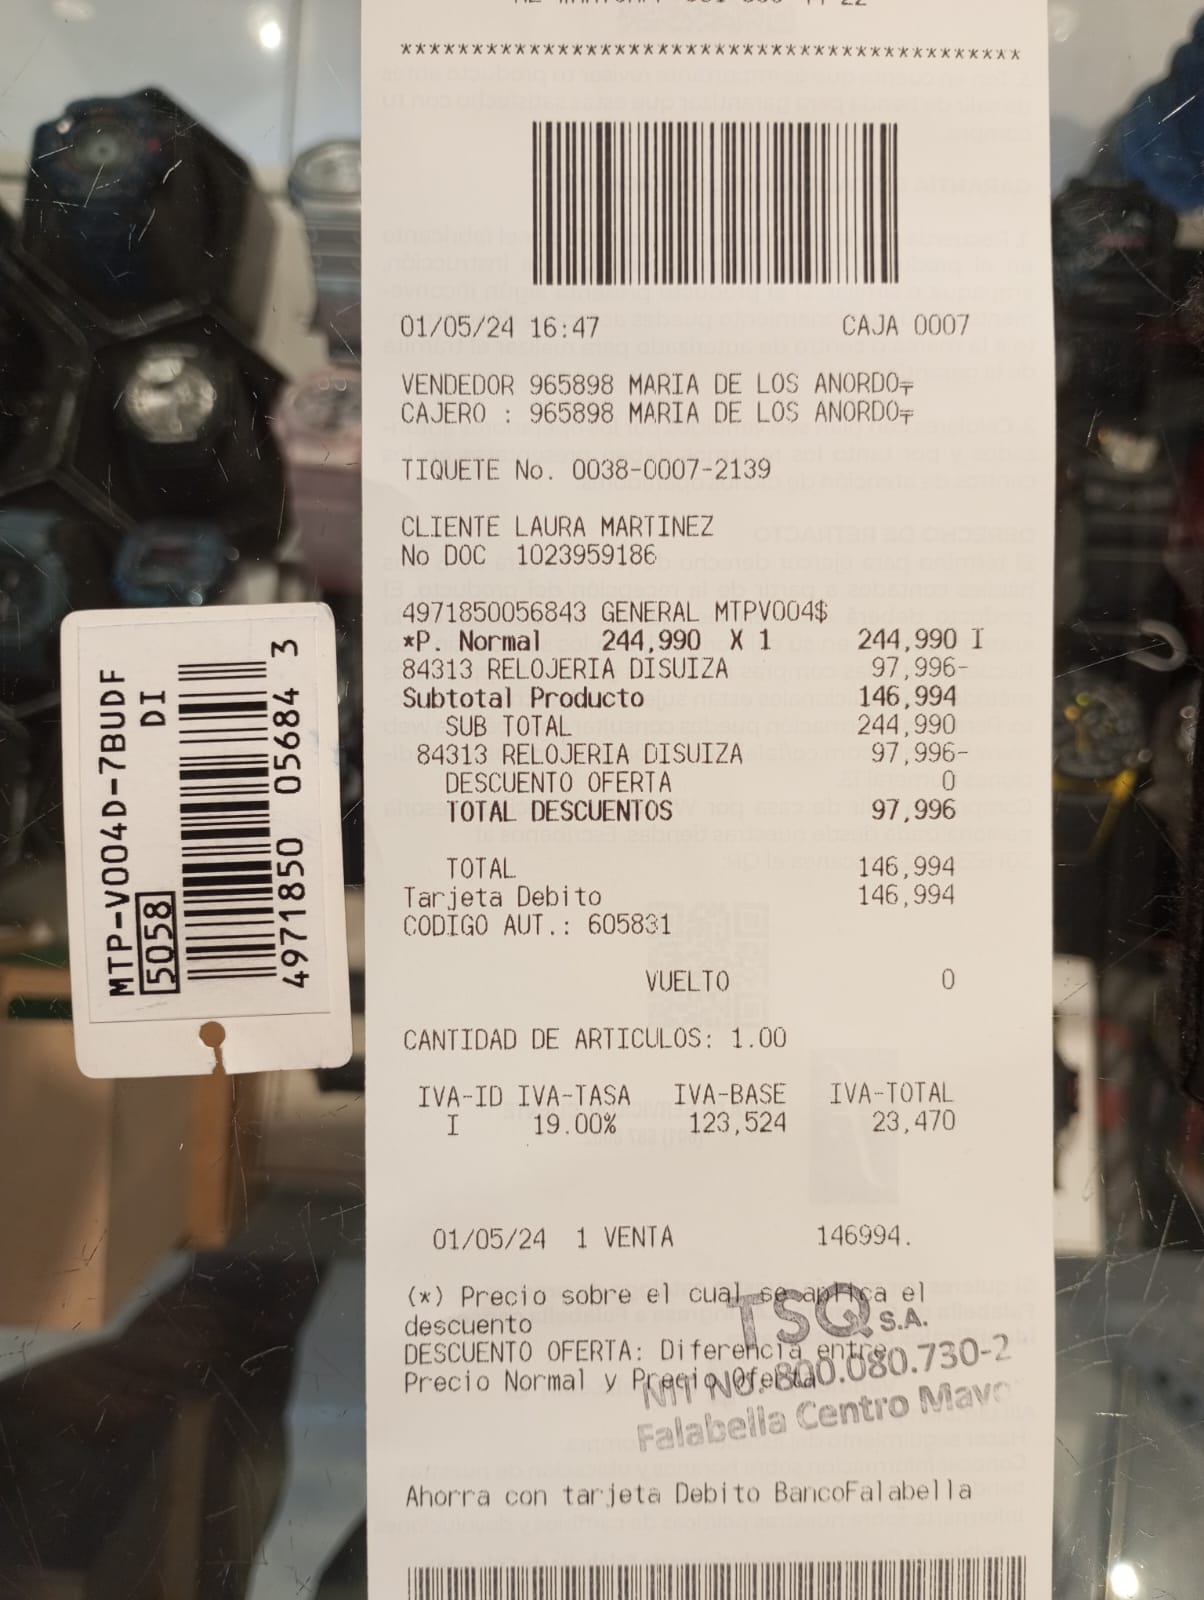 ********************************************
01/05/24 16:47 CAJA 0007
VENDEDOR 965898 MARIA DE LOS ANORDO
CAJERO : 965898 MARIA DE LOS ANORDO
TIQUETE No. 0038-0007-2139
CLIENTE LAURA MARTINEZ
No DOC 1023959186
4971850056843 GENERAL MTPV004$
*P. Normal 244,990 X 1 244,990 I
84313 RELOJERIA DISUIZA 97,996-
Subtotal Producto 146,994
SUB TOTAL 244,990
84313 RELOJERIA DISUIZA 97,996-
DESCUENTO OFERTA 0
TOTAL DESCUENTOS 97,996
TOTAL 146,994
Tarjeta Debito 146,994
CODIGO AUT.: 605831
VUELTO 0
CANTIDAD DE ARTICULOS: 1.00
IVA-ID IVA-TASA IVA-BASE IVA-TOTAL
I 19.00% 123,524 23,470
01/05/24 1 VENTA 146994.
(*) Precio sobre el cual se aplica el
descuento
DESCUENTO OFERTA: Diferencia entre
Precio Normal y Precio Oferta
TSQ S.A.
NIT NO. 800.080.730-2
Falabella Centro Mayo
Ahorra con tarjeta Debito BancoFalabella
MTP-V004D-7BUDF
DI
5058
4971850 056843